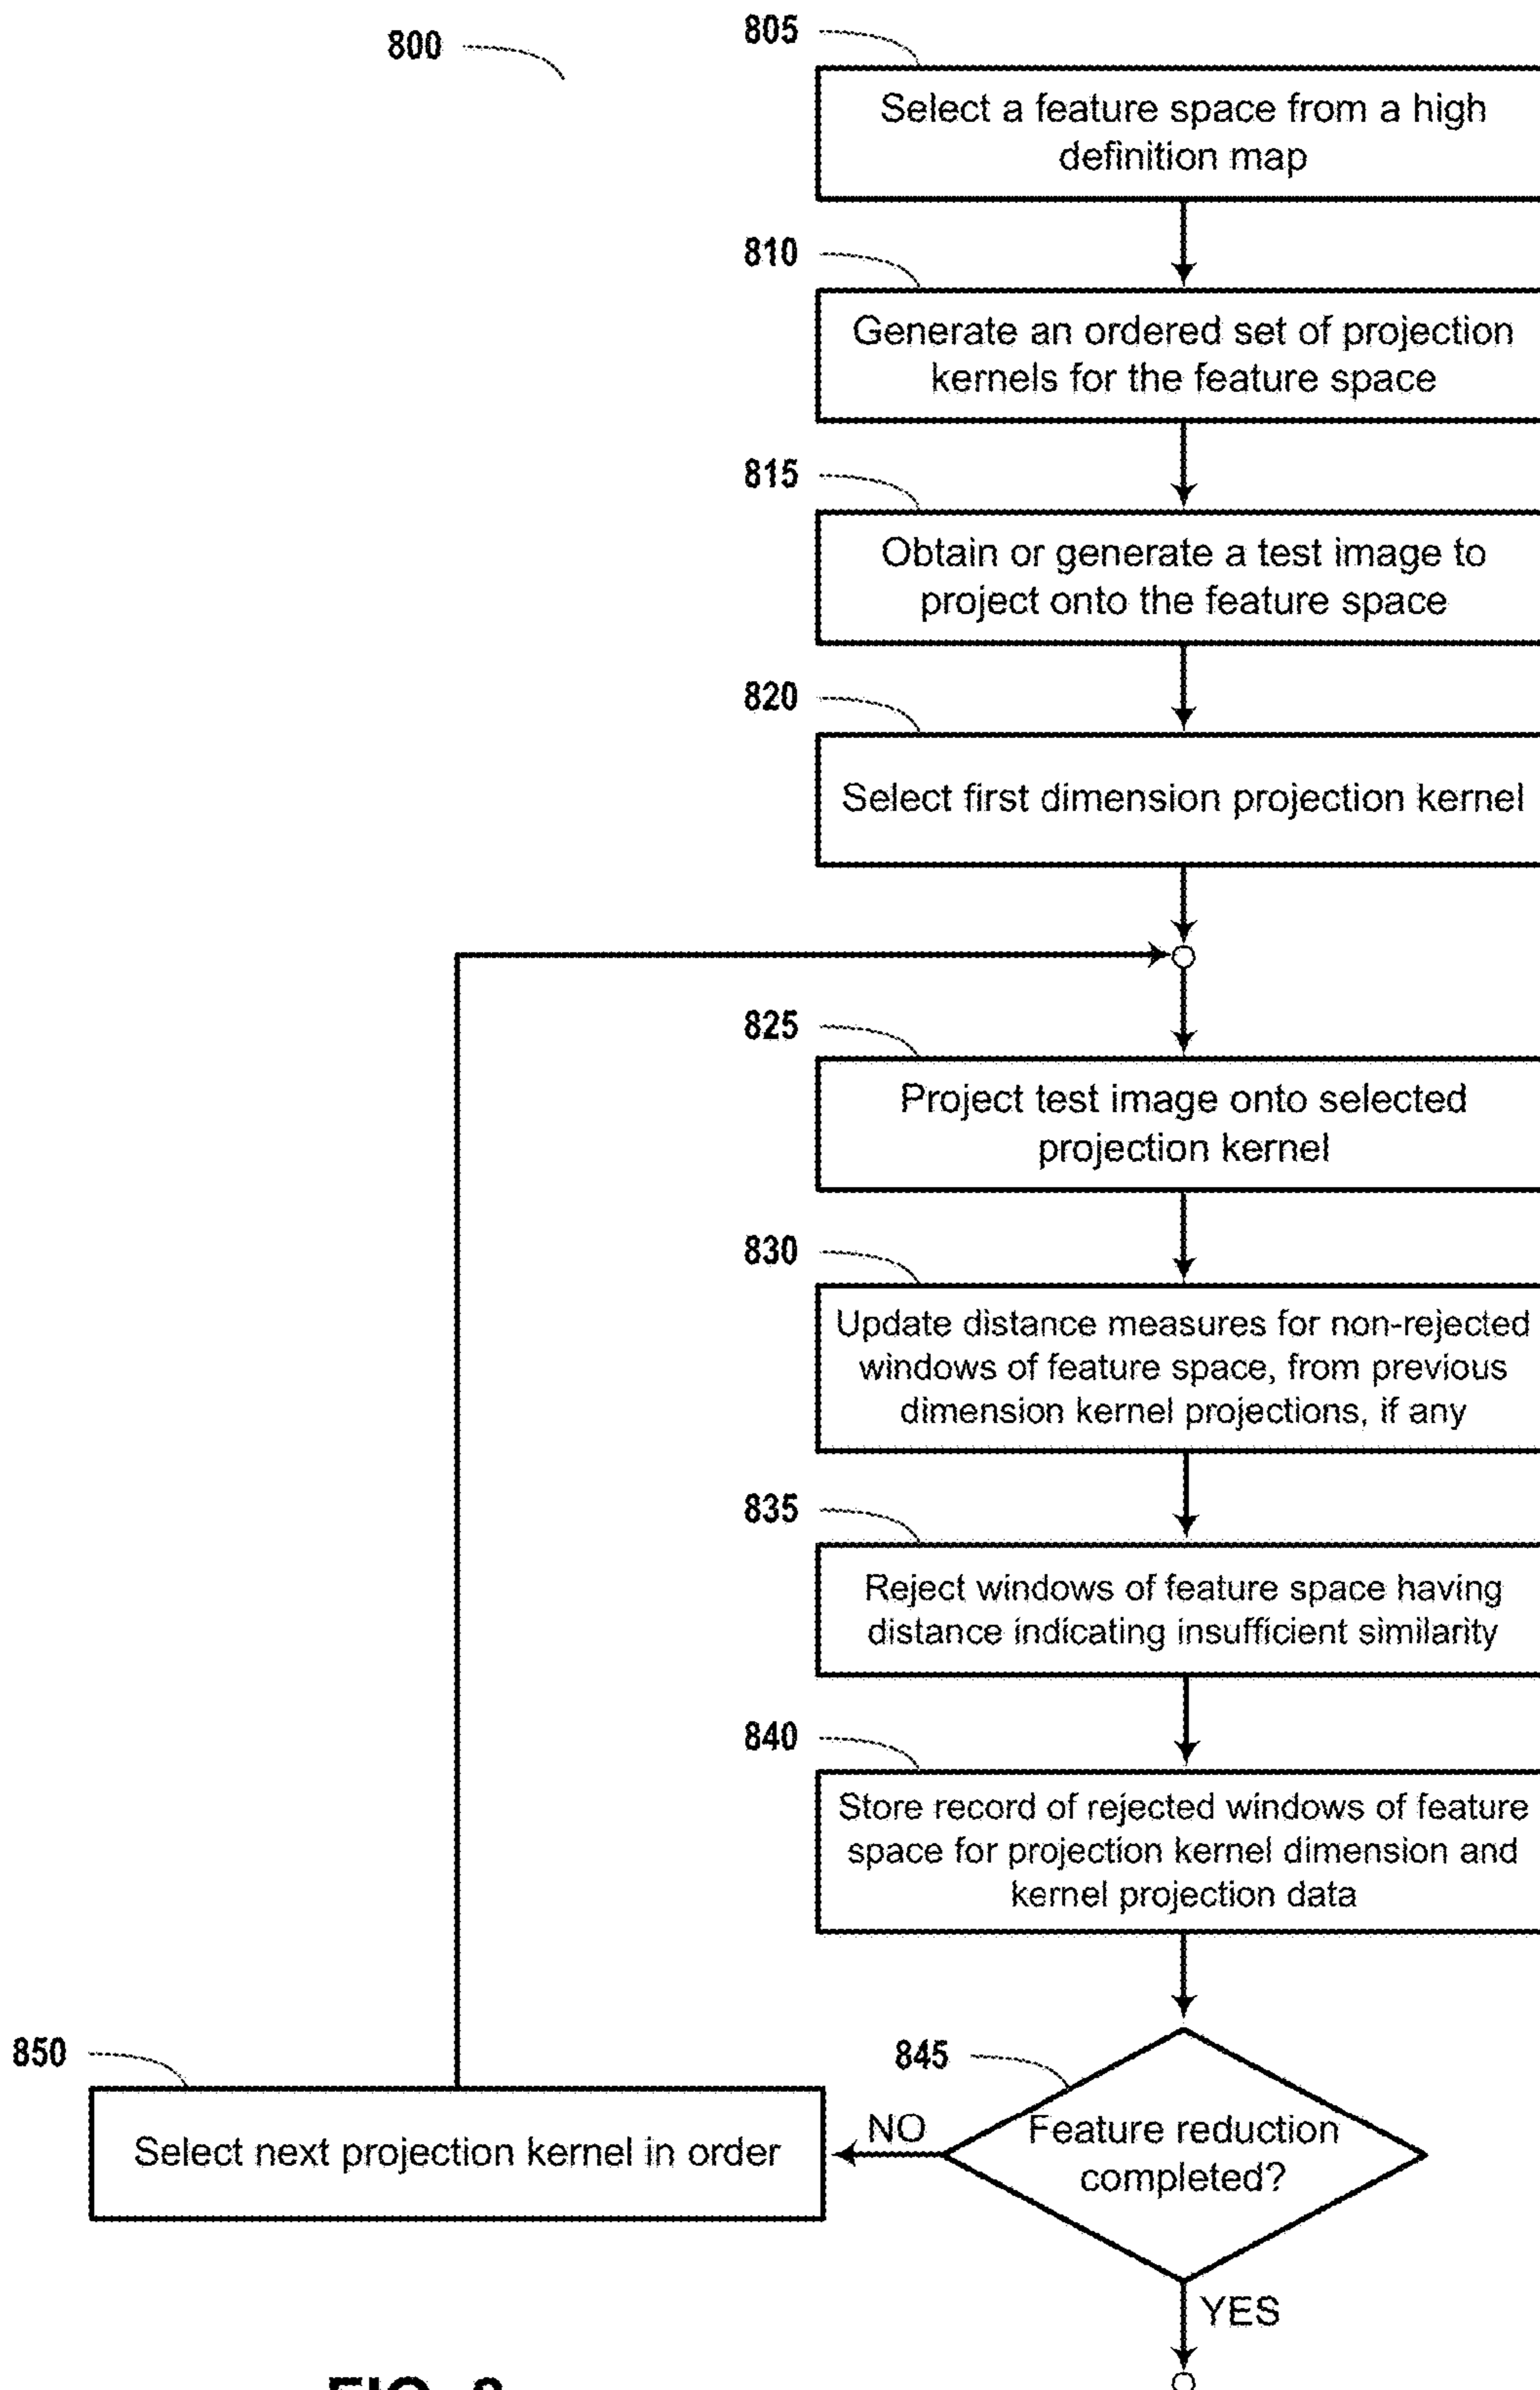 800
805
Select a feature space from a high
definition map
810
Generate an ordered set of projection
kernels for the feature space
815
Obtain or generate a test image to
project onto the feature space
820
Select first dimension projection kernel
825
Project test image onto selected
projection kernel
830
Update distance measures for non-rejected
windows of feature space, from previous
dimension kernel projections, if any
835
Reject windows of feature space having
distance indicating insufficient similarity
840
Store record of rejected windows of feature
space for projection kernel dimension and
kernel projection data
850
Select next projection kernel in order
NO
845
Feature reduction
completed?
YES